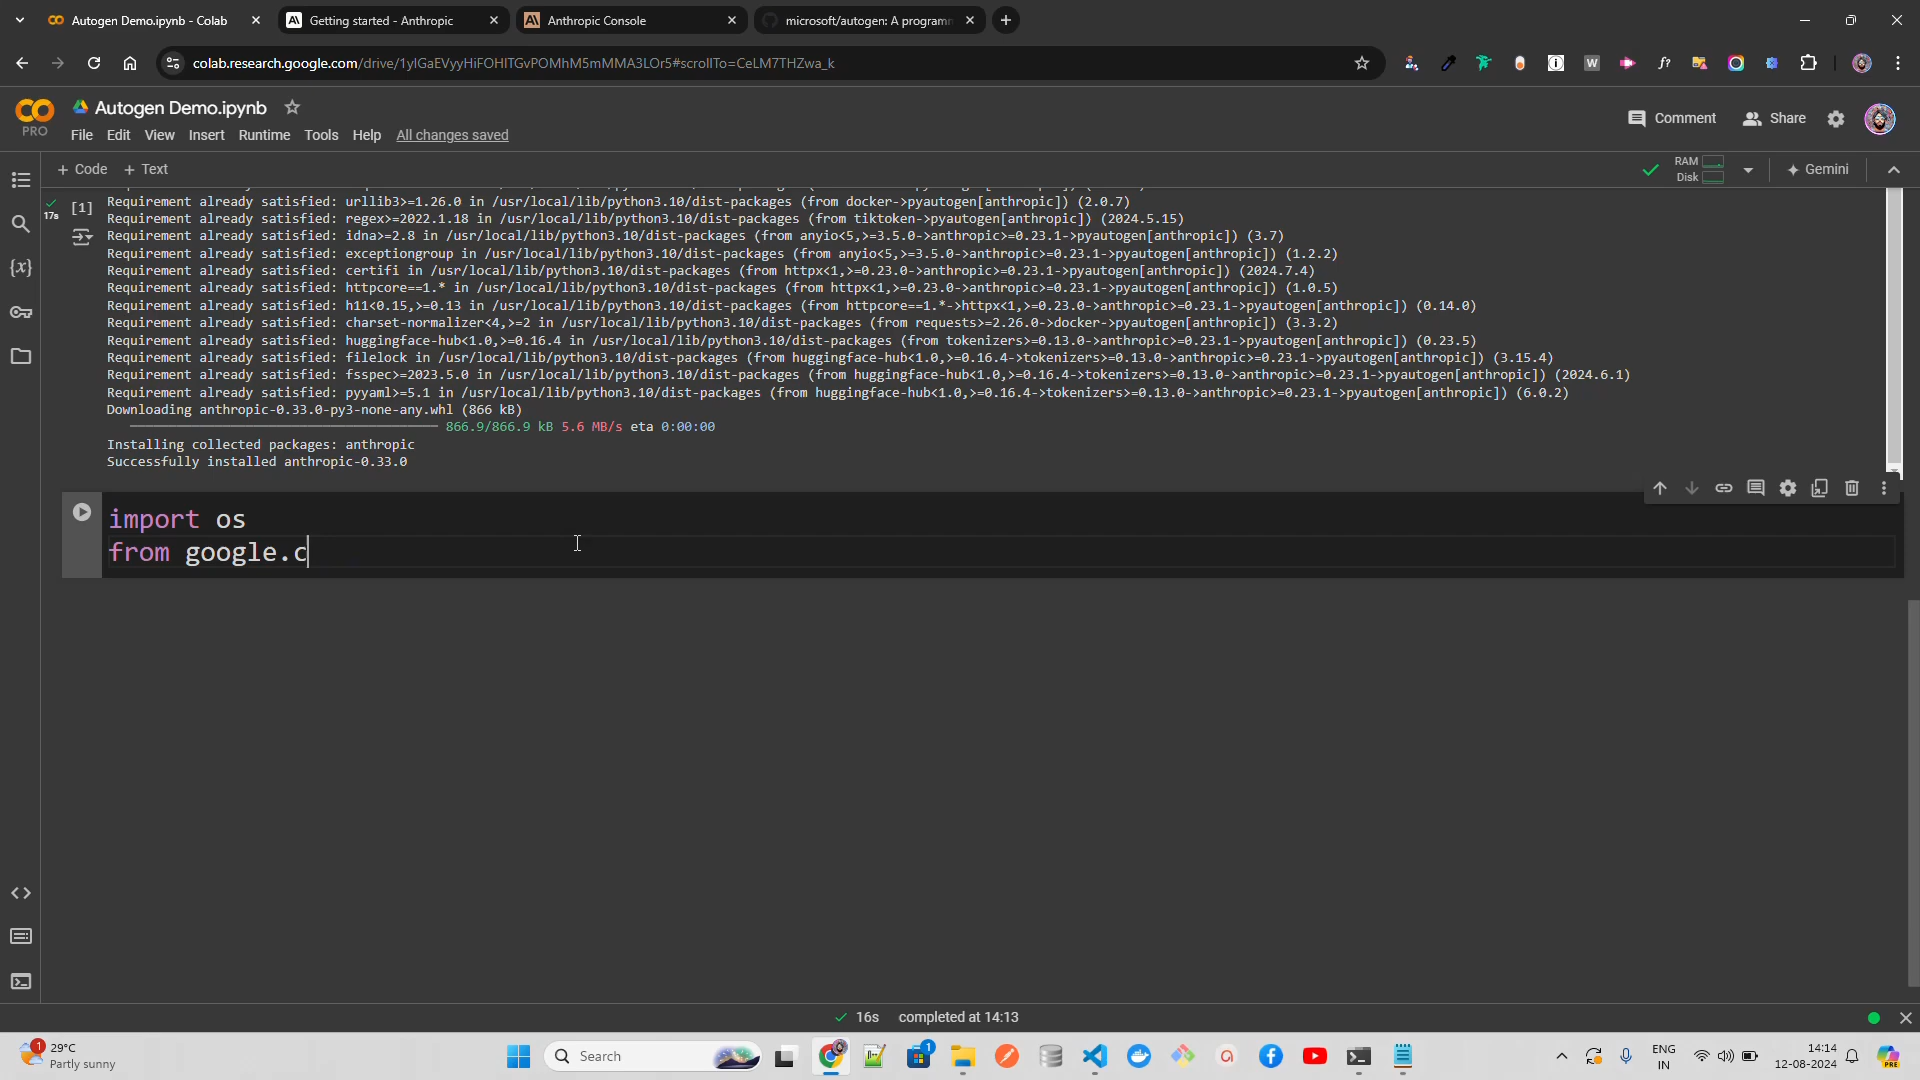 Autogen Demo.ipynb - Colab
Getting started - Anthropic
Anthropic Console
microsoft/autogen: A programm
colab.research.google.com/drive/1ylGaEVyyHiFOHlTGvPOMhM5mMMA3LOr5#scrollTo=CeLM7THZwa_k
PRO
Autogen Demo.ipynb
File Edit View Insert Runtime Tools Help All changes saved
Comment
Share
+ Code + Text
RAM
Disk
Gemini
17s
[1]
Requirement already satisfied: urllib3>=1.26.0 in /usr/local/lib/python3.10/dist-packages (from docker->pyautogen[anthropic]) (2.0.7)
Requirement already satisfied: regex>=2022.1.18 in /usr/local/lib/python3.10/dist-packages (from tiktoken->pyautogen[anthropic]) (2024.5.15)
Requirement already satisfied: idna>=2.8 in /usr/local/lib/python3.10/dist-packages (from anyio<5,>=3.5.0->anthropic>=0.23.1->pyautogen[anthropic]) (3.7)
Requirement already satisfied: exceptiongroup in /usr/local/lib/python3.10/dist-packages (from anyio<5,>=3.5.0->anthropic>=0.23.1->pyautogen[anthropic]) (1.2.2)
Requirement already satisfied: certifi in /usr/local/lib/python3.10/dist-packages (from httpx<1,>=0.23.0->anthropic>=0.23.1->pyautogen[anthropic]) (2024.7.4)
Requirement already satisfied: httpcore==1.* in /usr/local/lib/python3.10/dist-packages (from httpx<1,>=0.23.0->anthropic>=0.23.1->pyautogen[anthropic]) (1.0.5)
Requirement already satisfied: h11<0.15,>=0.13 in /usr/local/lib/python3.10/dist-packages (from httpcore==1.*->httpx<1,>=0.23.0->anthropic>=0.23.1->pyautogen[anthropic]) (0.14.0)
Requirement already satisfied: charset-normalizer<4,>=2 in /usr/local/lib/python3.10/dist-packages (from requests>=2.26.0->docker->pyautogen[anthropic]) (3.3.2)
Requirement already satisfied: huggingface-hub<1.0,>=0.16.4 in /usr/local/lib/python3.10/dist-packages (from tokenizers>=0.13.0->anthropic>=0.23.1->pyautogen[anthropic]) (0.23.5)
Requirement already satisfied: filelock in /usr/local/lib/python3.10/dist-packages (from huggingface-hub<1.0,>=0.16.4->tokenizers>=0.13.0->anthropic>=0.23.1->pyautogen[anthropic]) (3.15.4)
Requirement already satisfied: fsspec>=2023.5.0 in /usr/local/lib/python3.10/dist-packages (from huggingface-hub<1.0,>=0.16.4->tokenizers>=0.13.0->anthropic>=0.23.1->pyautogen[anthropic]) (2024.6.1)
Requirement already satisfied: pyyaml>=5.1 in /usr/local/lib/python3.10/dist-packages (from huggingface-hub<1.0,>=0.16.4->tokenizers>=0.13.0->anthropic>=0.23.1->pyautogen[anthropic]) (6.0.2)
Downloading anthropic-0.33.0-py3-none-any.whl (866 kB)
866.9/866.9 kB 5.6 MB/s eta 0:00:00
Installing collected packages: anthropic
Successfully installed anthropic-0.33.0
import os
from google.c
16s completed at 14:13
29°C
Partly sunny
Search
ENG
IN
14:14
12-08-2024